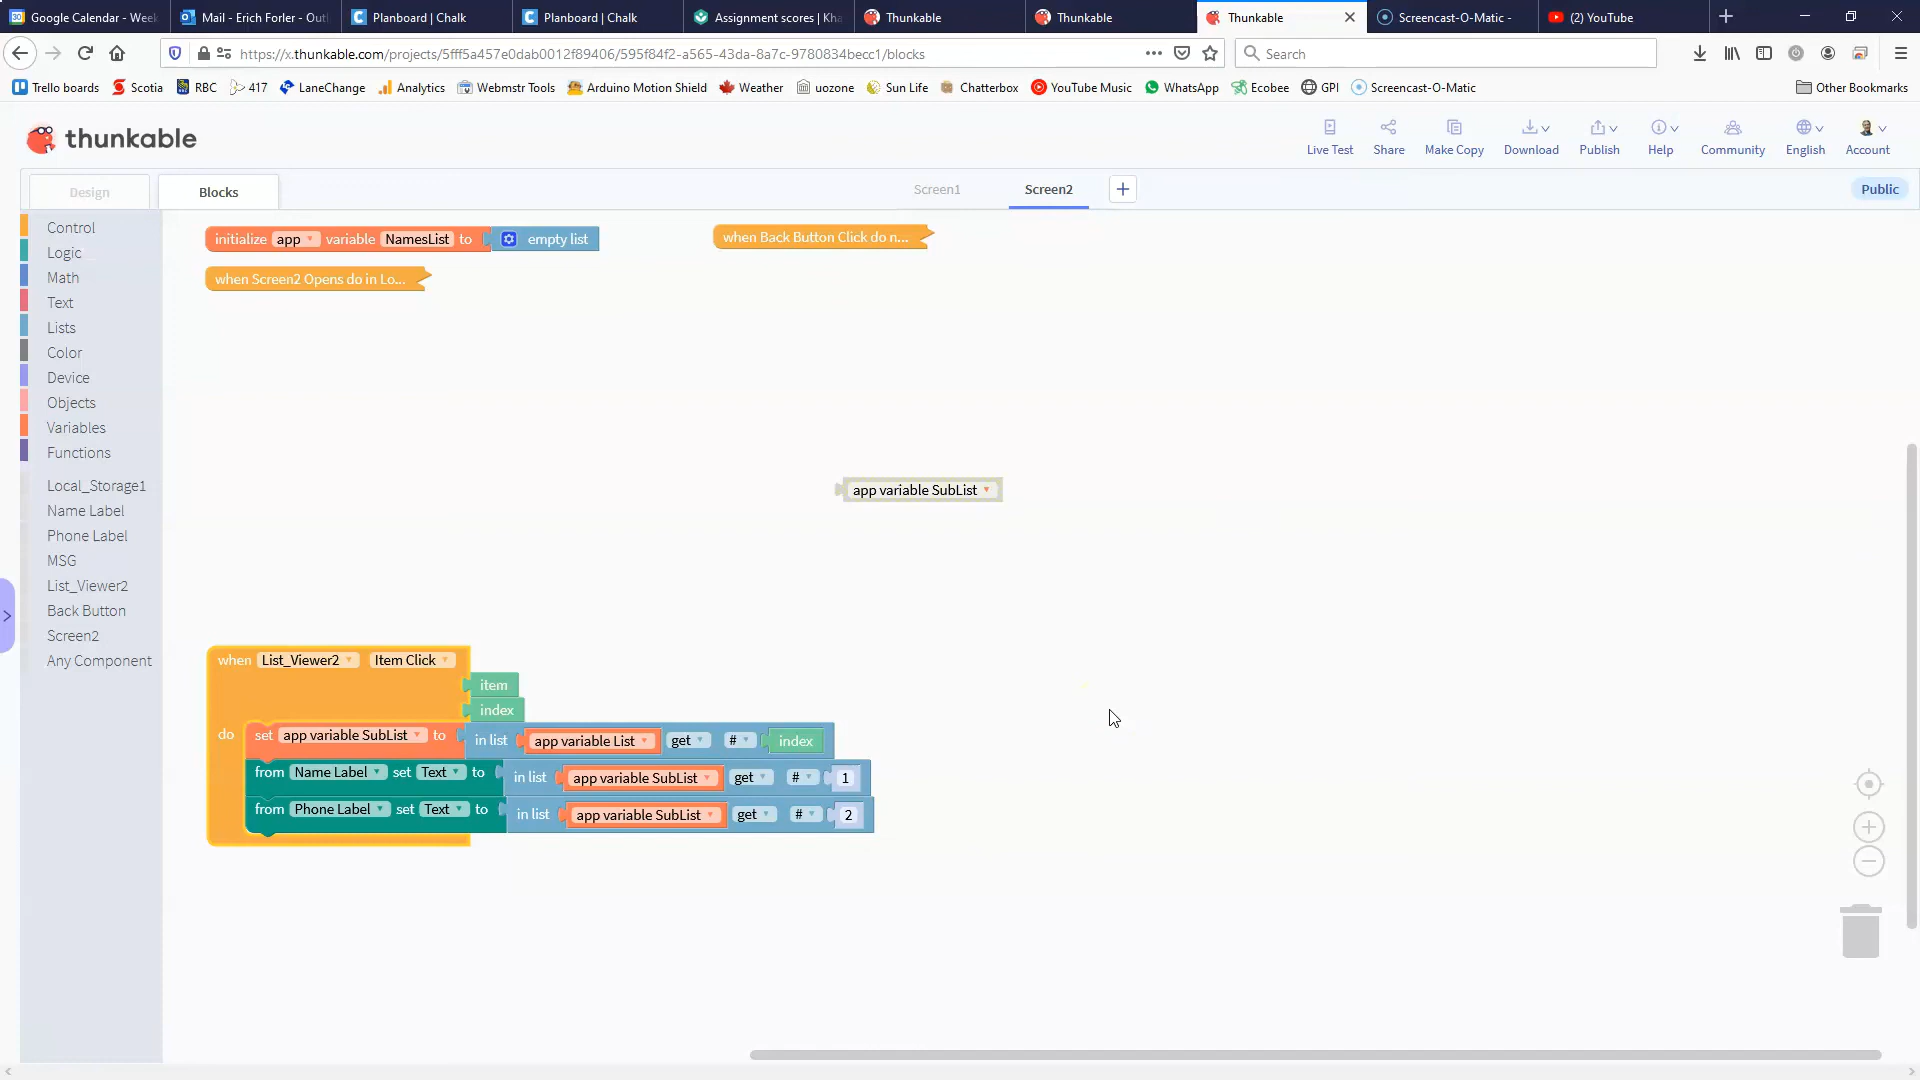 Google Calendar - Week
Mail - Erich Forler - Out
Planboard | Chalk
Planboard | Chalk
Assignment scores | Kha
Thunkable
Thunkable
Thunkable
Screencast-O-Matic -
(2) YouTube
https://x.thunkable.com/projects/5fff5a457e0dab0012f89406/595f84f2-a565-43da-8a7c-9780834becc1/blocks
Search
Trello boards
Scotia
RBC
417
LaneChange
Analytics
Webmstr Tools
Arduino Motion Shield
Weather
uozone
Sun Life
Chatterbox
YouTube Music
WhatsApp
Ecobee
GPI
Screencast-O-Matic
Other Bookmarks
thunkable
Live Test
Share
Make Copy
Download
Publish
Help
Community
English
Account
Design
Blocks
Screen1
Screen2
Public
Control
Logic
Math
Text
Lists
Color
Device
Objects
Variables
Functions
Local_Storage1
Name Label
Phone Label
MSG
List_Viewer2
Back Button
Screen2
Any Component
initialize app variable NamesList to empty list
when Back Button Click do n...
when Screen2 Opens do in Lo...
app variable SubList
when List_Viewer2 Item Click
item
index
do set app variable SubList to in list app variable List get # index
from Name Label set Text to in list app variable SubList get # 1
from Phone Label set Text to in list app variable SubList get # 2